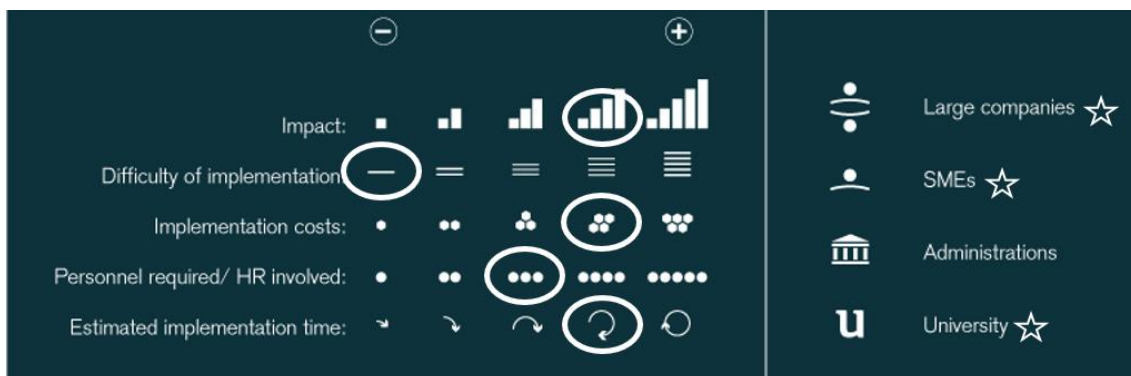 Impact:
Difficulty of implementation:
Implementation costs:
Personnel required/ HR involved:
Estimated implementation time:
Large companies
SMEs
Administrations
University